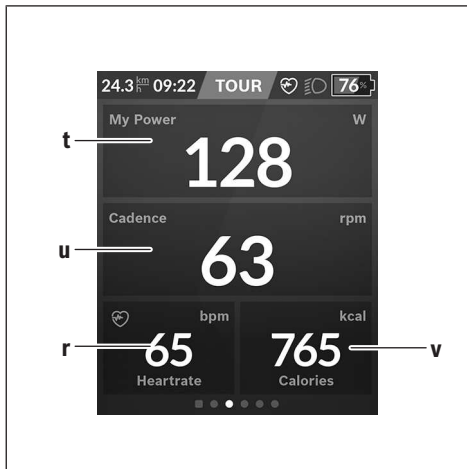 24.3 km/h 09:22 TOUR 76%
My Power W
t 128
Cadence rpm
u 63
bpm kcal
r 65 765 v
Heartrate Calories